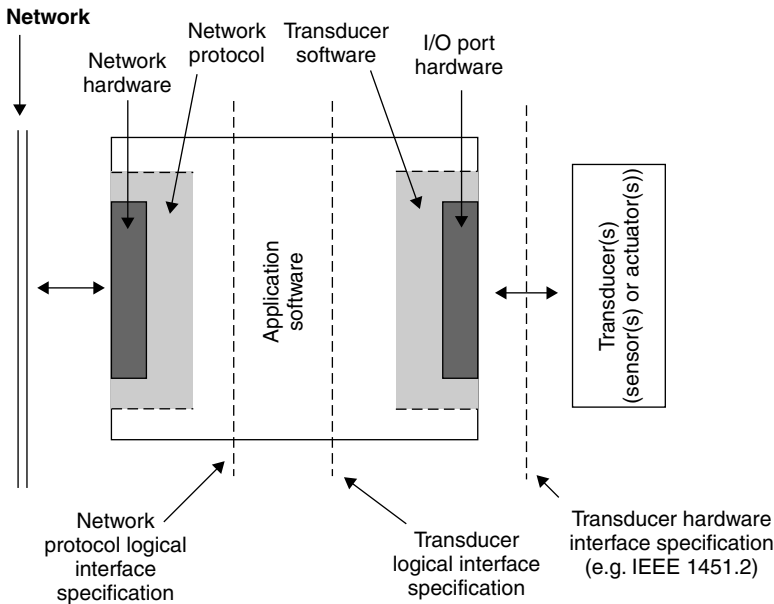 Network
Network
hardware
Network
protocol
Transducer
software
I/O port
hardware
Application
software
Transducer(s)
(sensor(s) or actuator(s))
Network
protocol logical
interface
specification
Transducer
logical interface
specification
Transducer hardware
interface specification
(e.g. IEEE 1451.2)